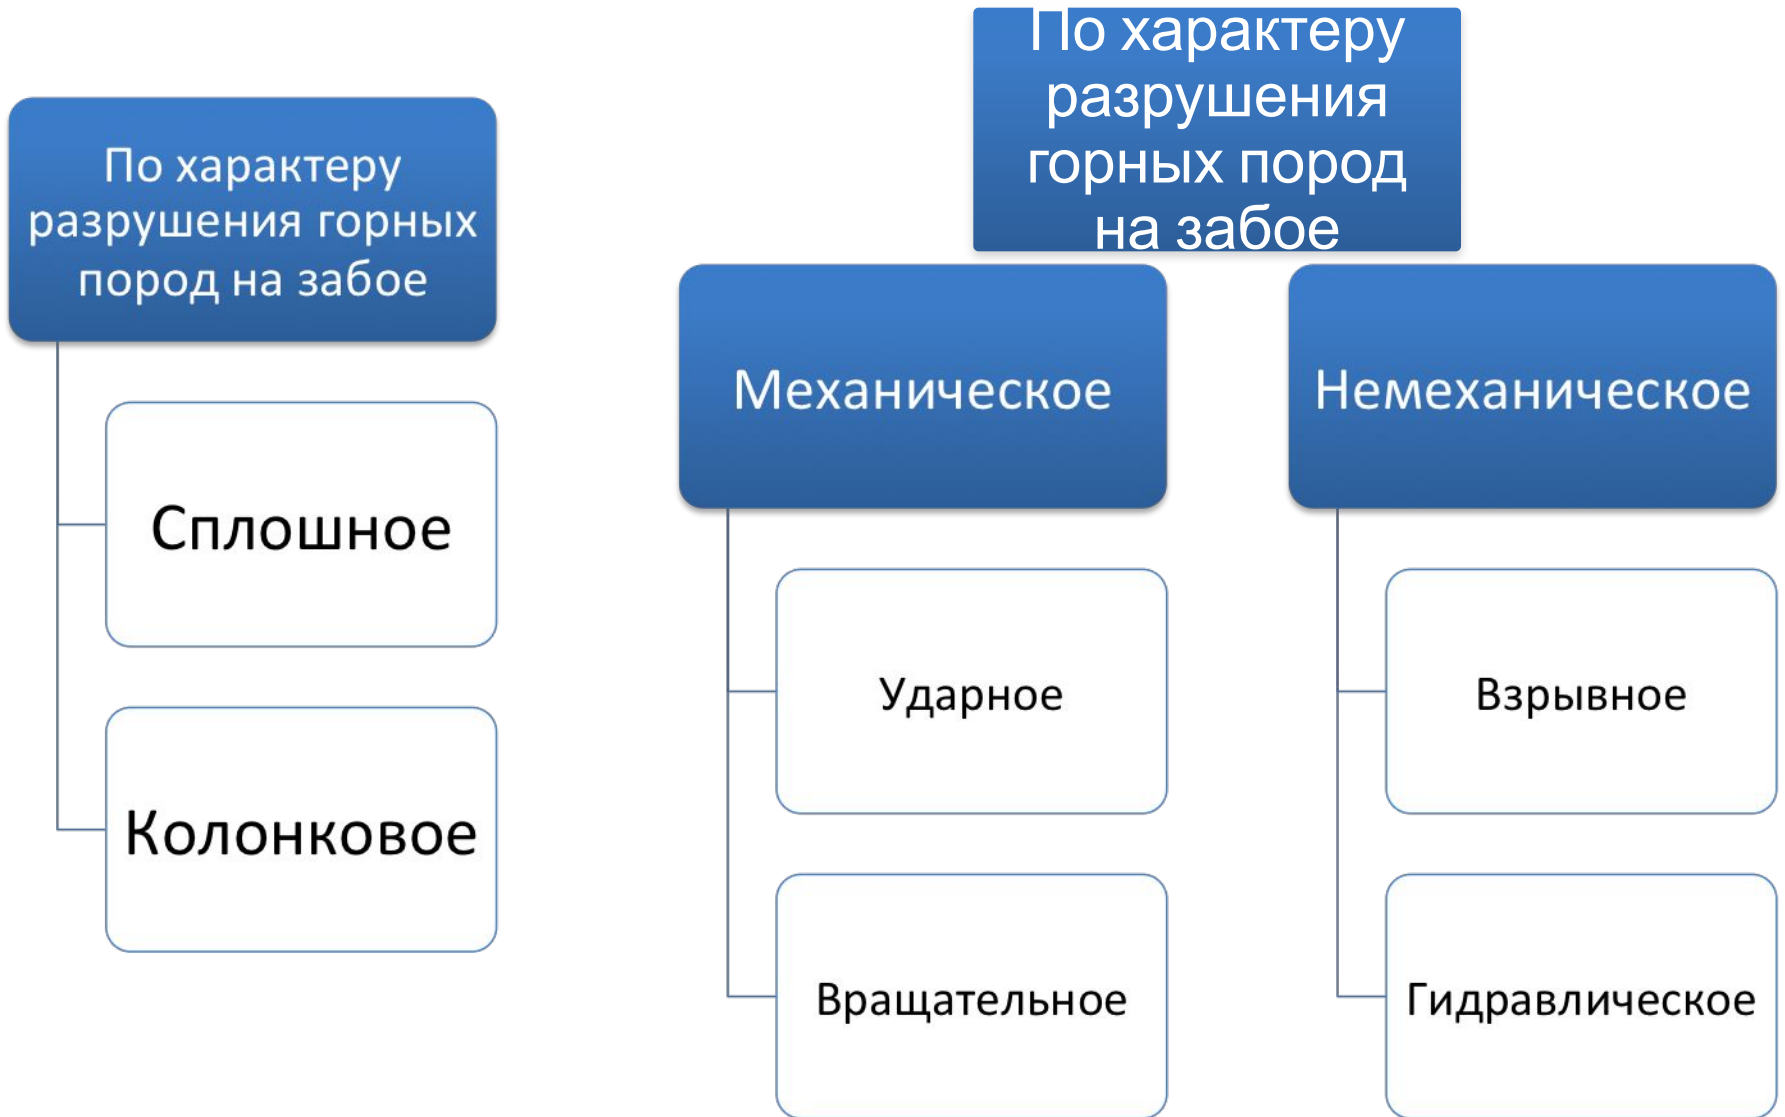 По характеру
разрушения горных
пород на забое
Сплошное
Колонковое
По характеру
разрушения
горных пород
на забое
Механическое
Ударное
Вращательное
Немеханическое
Взрывное
Гидравлическое